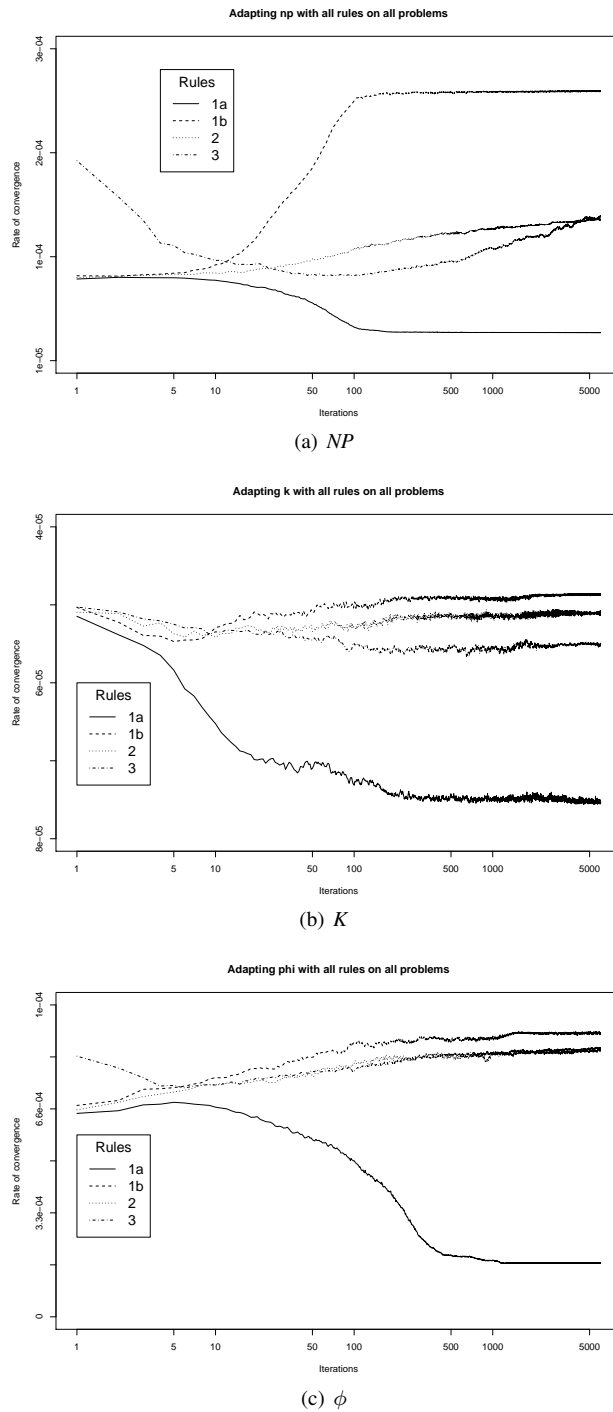 Adapting np with all rules on all problems
3e-04
2e-04
1e-04
1e-05
Rate of convergence
Rules
1a
1b
2
3
1
5
10
50
100
500
1000
5000
Iterations
(a) NP
Adapting k with all rules on all problems
4e-05
6e-05
8e-05
Rate of convergence
Rules
1a
1b
2
3
1
5
10
50
100
500
1000
5000
Iterations
(b) K
Adapting phi with all rules on all problems
1e-04
6.6e-04
3.3e-04
0
Rate of convergence
Rules
1a
1b
2
3
1
5
10
50
100
500
1000
5000
Iterations
(c) ϕ